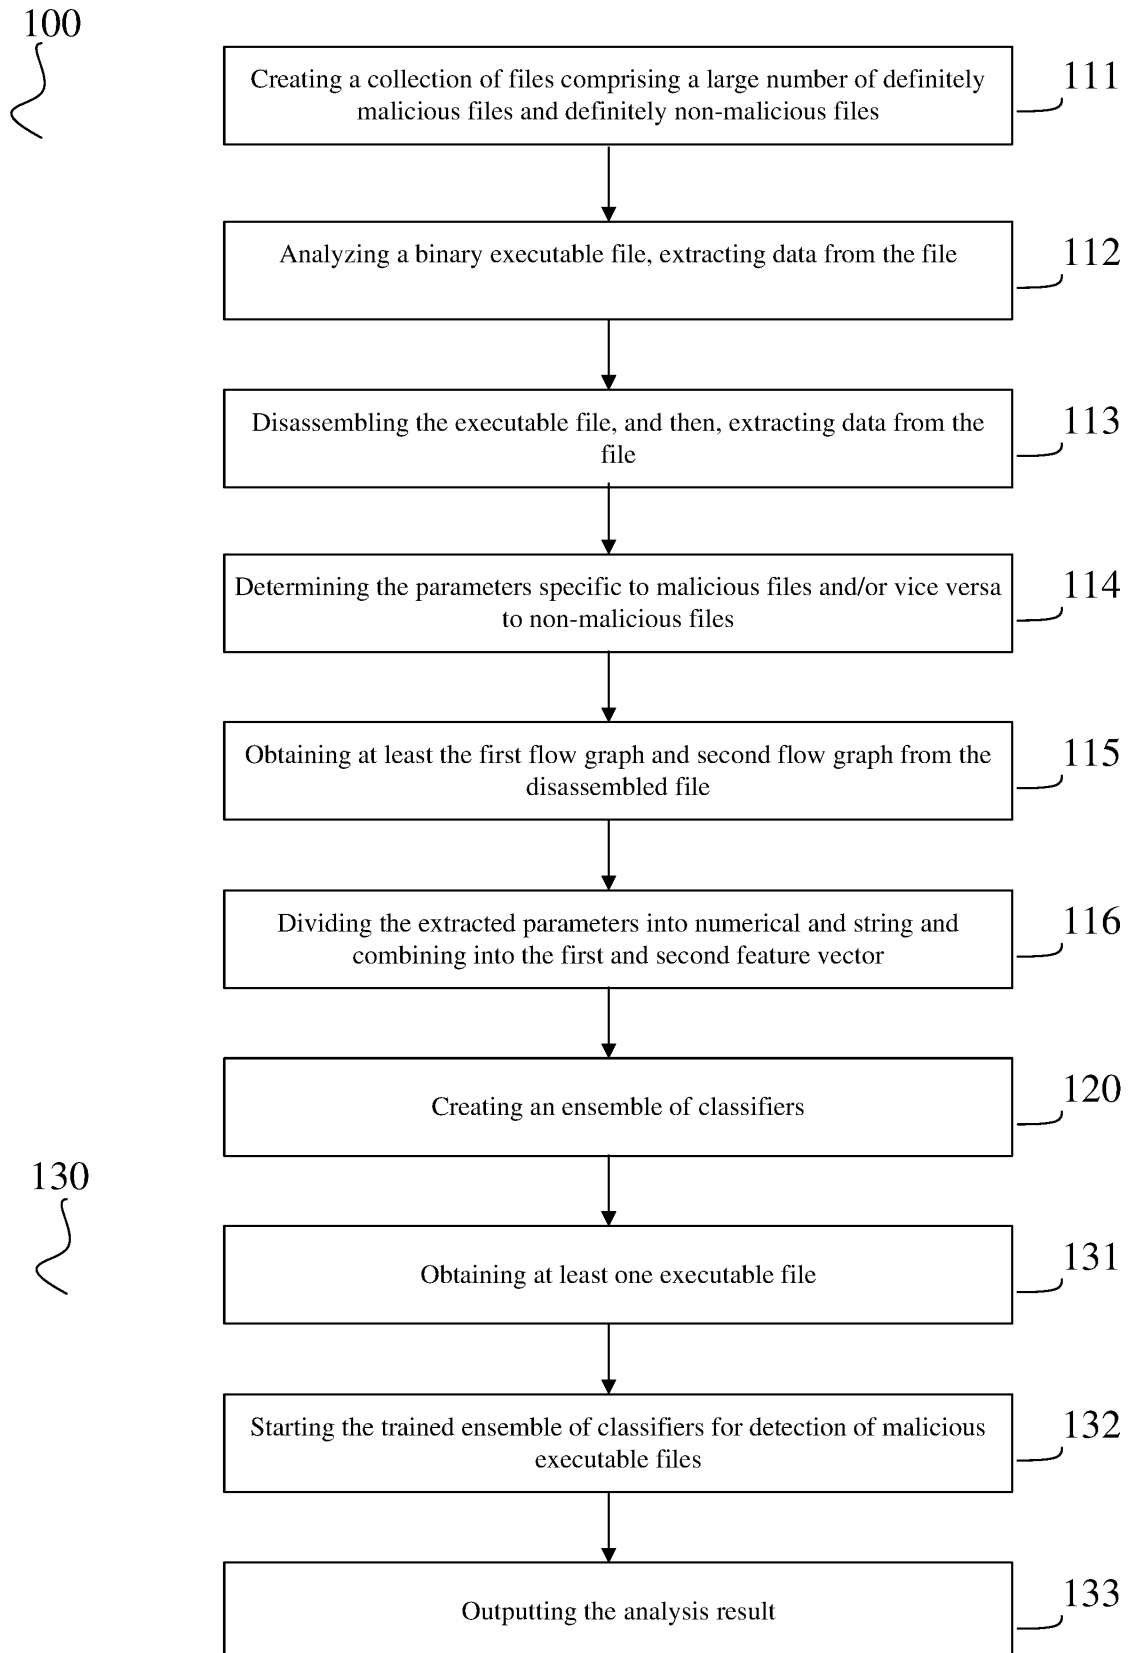 100
Creating a collection of files comprising a large number of definitely
malicious files and definitely non-malicious files
111
Analyzing a binary executable file, extracting data from the file
112
Disassembling the executable file, and then, extracting data from the
file
113
Determining the parameters specific to malicious files and/or vice versa
to non-malicious files
114
Obtaining at least the first flow graph and second flow graph from the
disassembled file
115
Dividing the extracted parameters into numerical and string and
combining into the first and second feature vector
116
Creating an ensemble of classifiers
120
130
Obtaining at least one executable file
131
Starting the trained ensemble of classifiers for detection of malicious
executable files
132
Outputting the analysis result
133